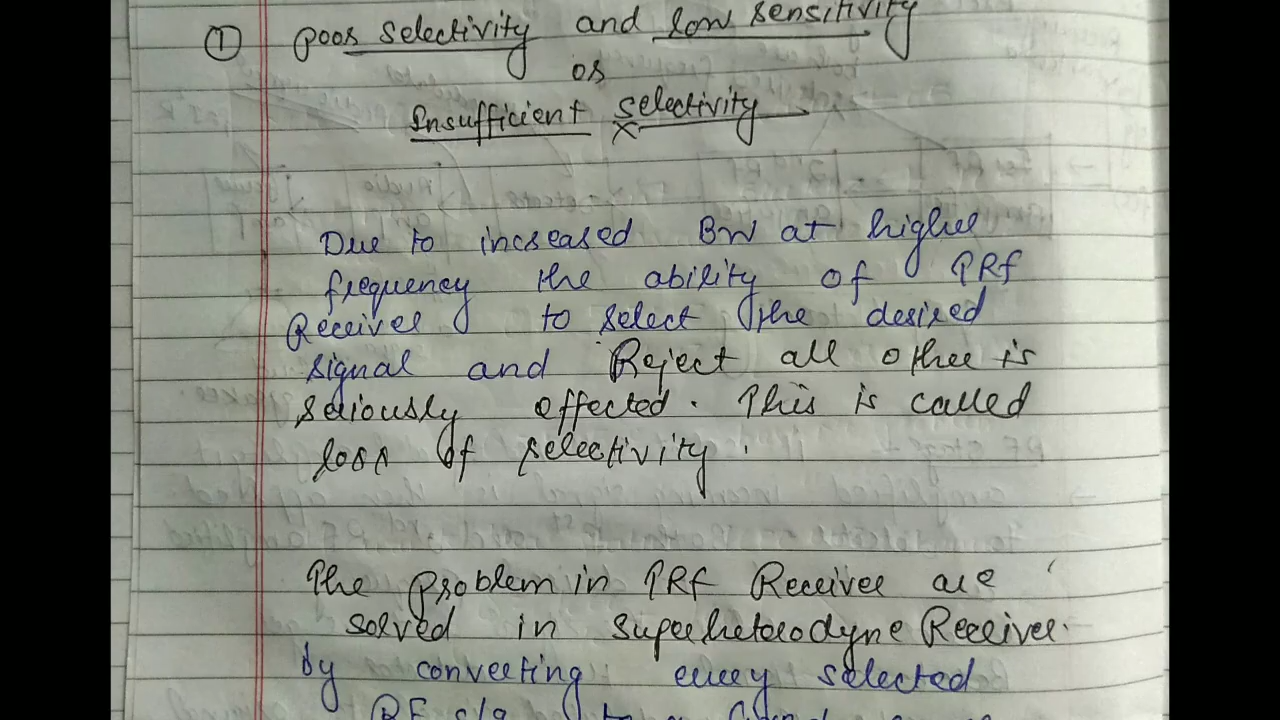 ① poor selectivity and low sensitivity
or
Insufficient selectivity
Due to increased BW at higher
frequency the ability of TRF
Receiver to select the desired
signal and Reject all other is
seriously effected. This is called
loss of selectivity.
The Problem in TRF Receiver are
solved in superheterodyne Receiver.
by converting every selected
RF